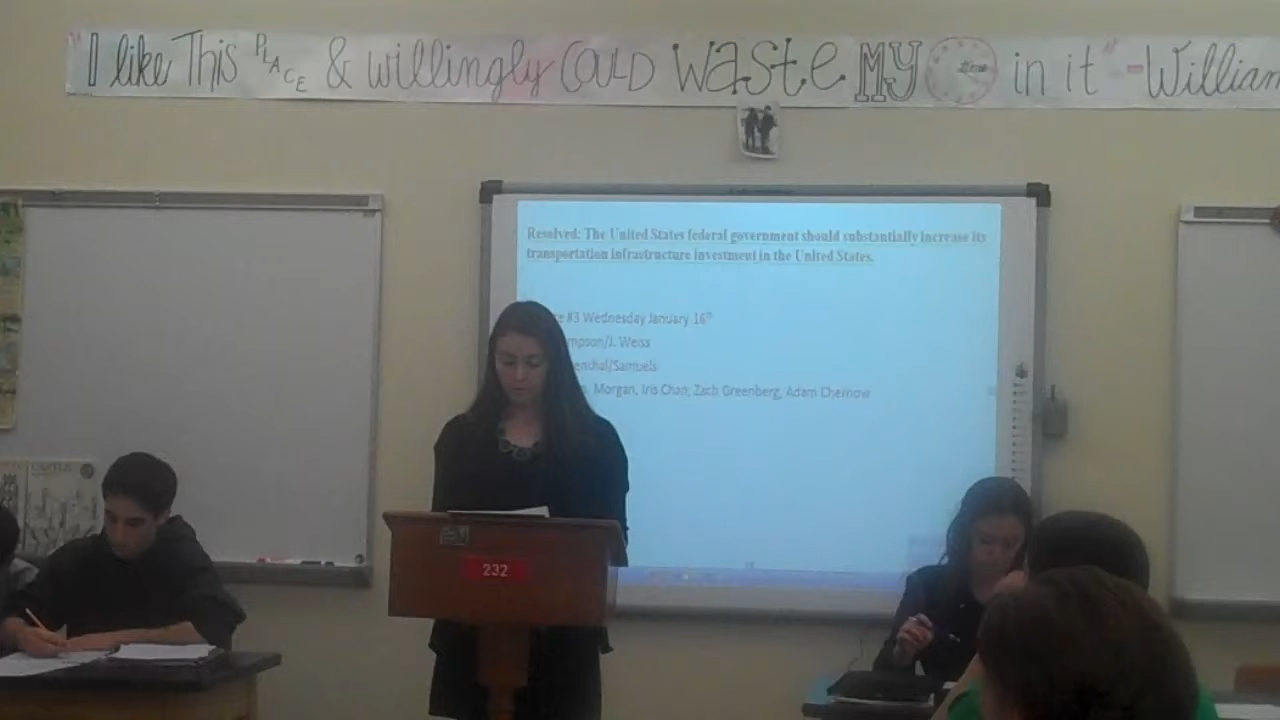 I like This PLACE & willingly COULD waste MY time in it" -William
Resolved: The United States federal government should substantially increase its
transportation infrastructure investment in the United States.
#3 Wednesday January 16th
mpson/J. Weiss
enthal/Samuels
Morgan, Iris Chan, Zach Greenberg, Adam Chernow
232